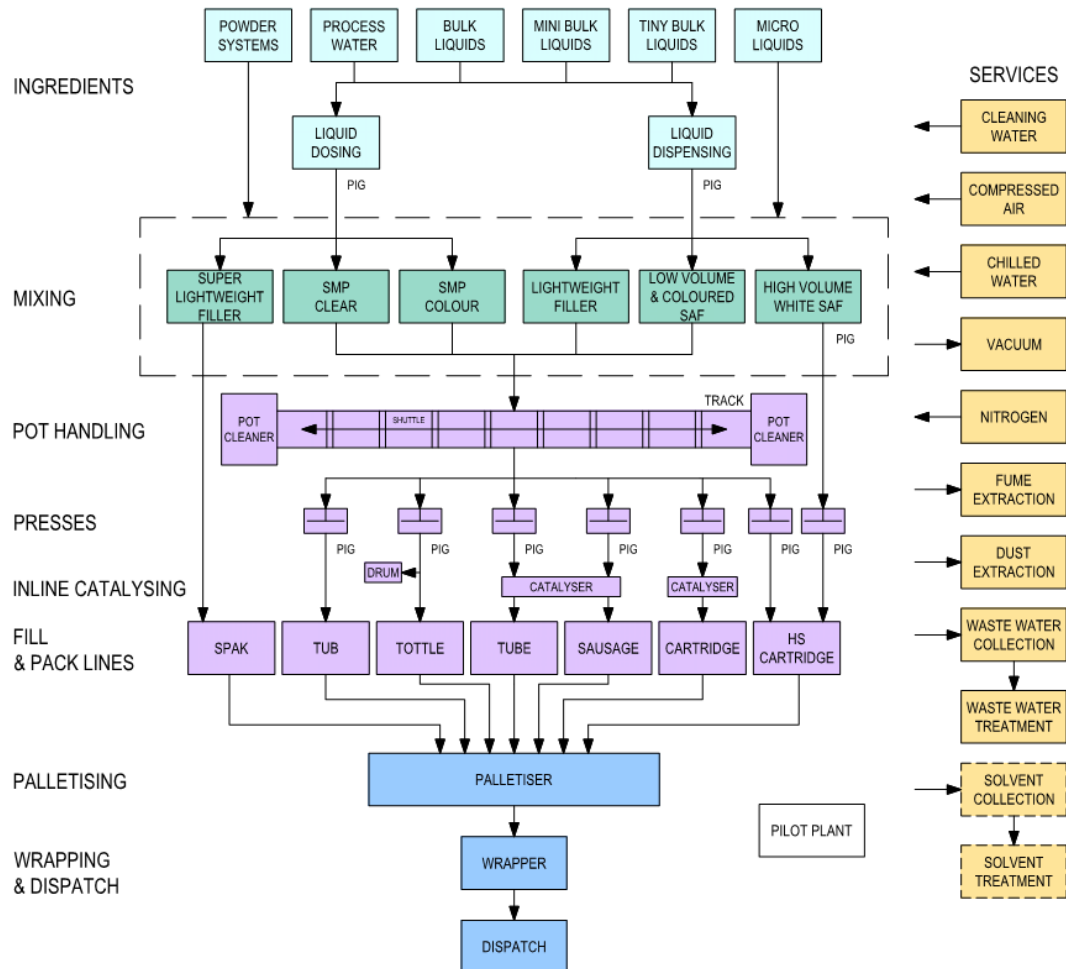 POWDER
SYSTEMS
PROCESS
WATER
BULK
LIQUIDS
MINI BULK
LIQUIDS
TINY BULK
LIQUIDS
MICRO
LIQUIDS
INGREDIENTS
LIQUID
DOSING
LIQUID
DISPENSING
PIG
PIG
MIXING
SUPER
LIGHTWEIGHT
FILLER
SMP
CLEAR
SMP
COLOUR
LIGHTWEIGHT
FILLER
LOW VOLUME
& COLOURED
SAF
HIGH VOLUME
WHITE SAF
PIG
POT HANDLING
POT
CLEANER
SHUTTLE
TRACK
POT
CLEANER
PRESSES
PIG
PIG
PIG
PIG
PIG
PIG
PIG
INLINE CATALYSING
DRUM
CATALYSER
CATALYSER
FILL
& PACK LINES
SPAK
TUB
TOTTLE
TUBE
SAUSAGE
CARTRIDGE
HS
CARTRIDGE
PALLETISING
PALLETISER
WRAPPING
& DISPATCH
WRAPPER
DISPATCH
PILOT PLANT
SERVICES
CLEANING
WATER
COMPRESSED
AIR
CHILLED
WATER
VACUUM
NITROGEN
FUME
EXTRACTION
DUST
EXTRACTION
WASTE WATER
COLLECTION
WASTE WATER
TREATMENT
SOLVENT
COLLECTION
SOLVENT
TREATMENT